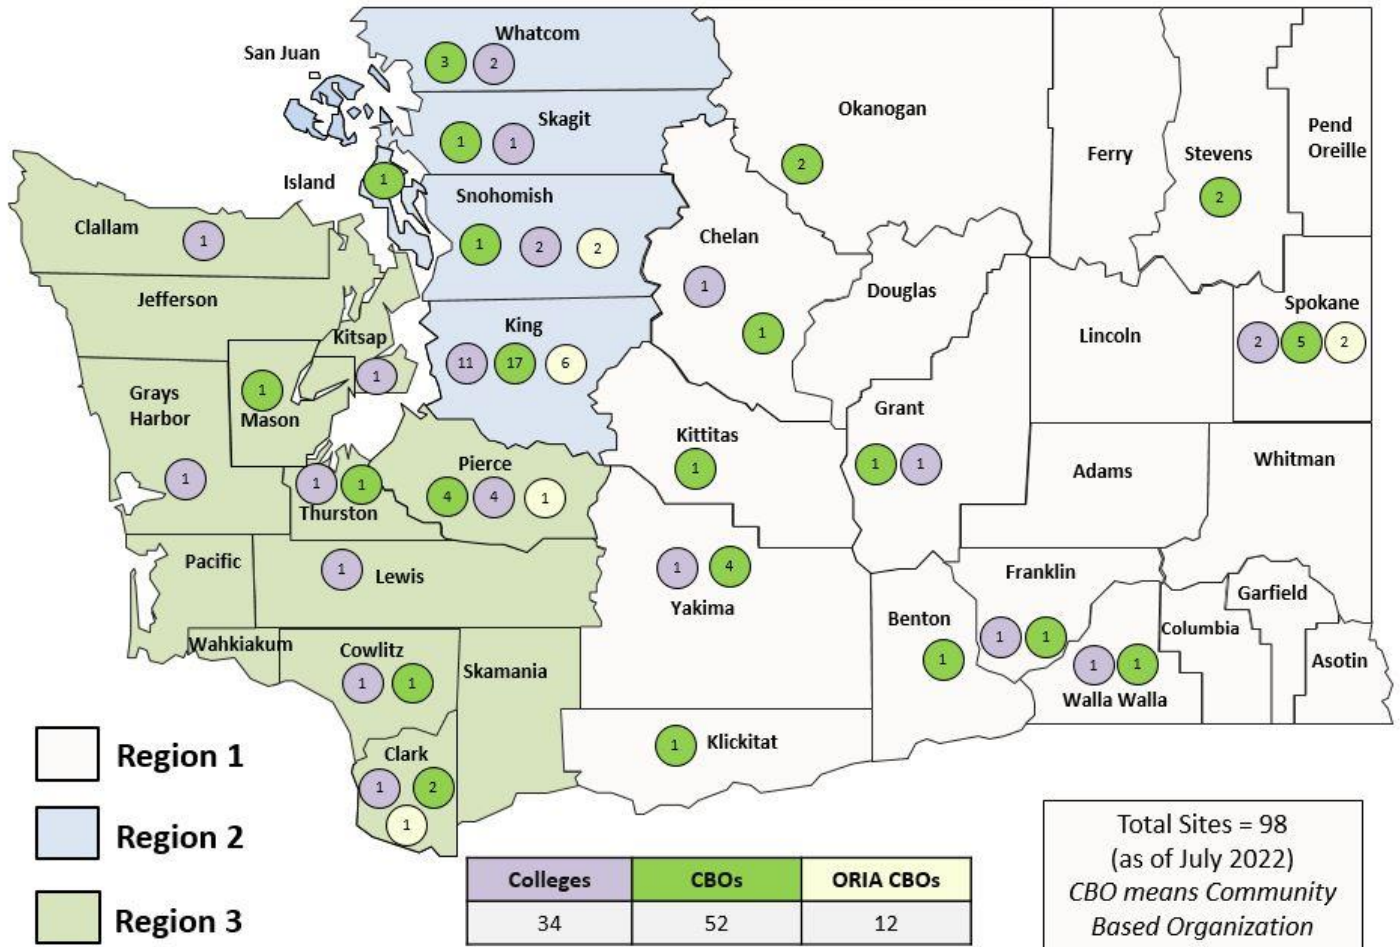 Whatcom
3 2
San Juan
Skagit
1 1
Island
1
Snohomish
1 2 2
King
11 17 6
Okanogan
2
Ferry
Stevens
2
Pend
Oreille
Chelan
1
1
Douglas
Lincoln
Spokane
2 5 2
Clallam
1
Jefferson
Kitsap
1
Grays
Harbor
1
Mason
1
Thurston
1 1
Pierce
4 4 1
Kittitas
1
Grant
1 1
Adams
Whitman
Pacific
Lewis
1
Yakima
1 4
Benton
1
Franklin
1 1
Walla Walla
1 1
Columbia
Garfield
Asotin
Wahkiakum
Cowlitz
1 1
Skamania
Clark
1 2
1
Klickitat
1
Region 1
Region 2
Region 3
Colleges CBOs ORIA CBOs
34 52 12
Total Sites = 98
(as of July 2022)
CBO means Community
Based Organization